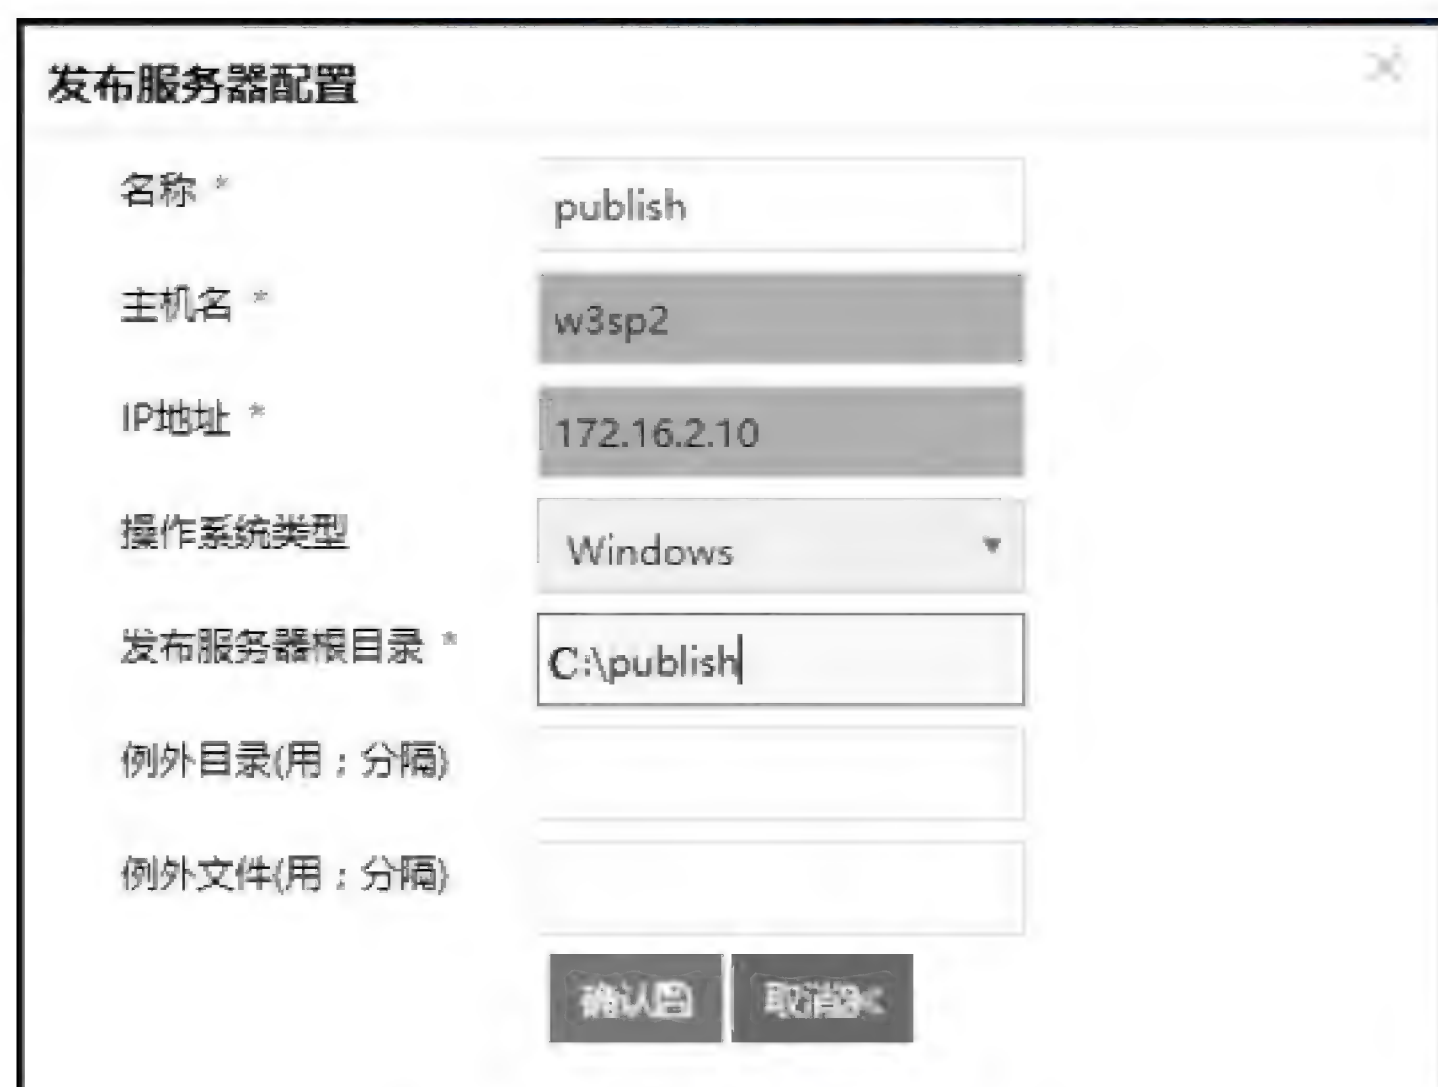 发布服务器配置
名称 * publish
主机名 * w3sp2
IP地址 * 172.16.2.10
操作系统类型 Windows
发布服务器根目录 * C:\publish
例外目录(用；分隔)
例外文件(用；分隔)
确认 取消